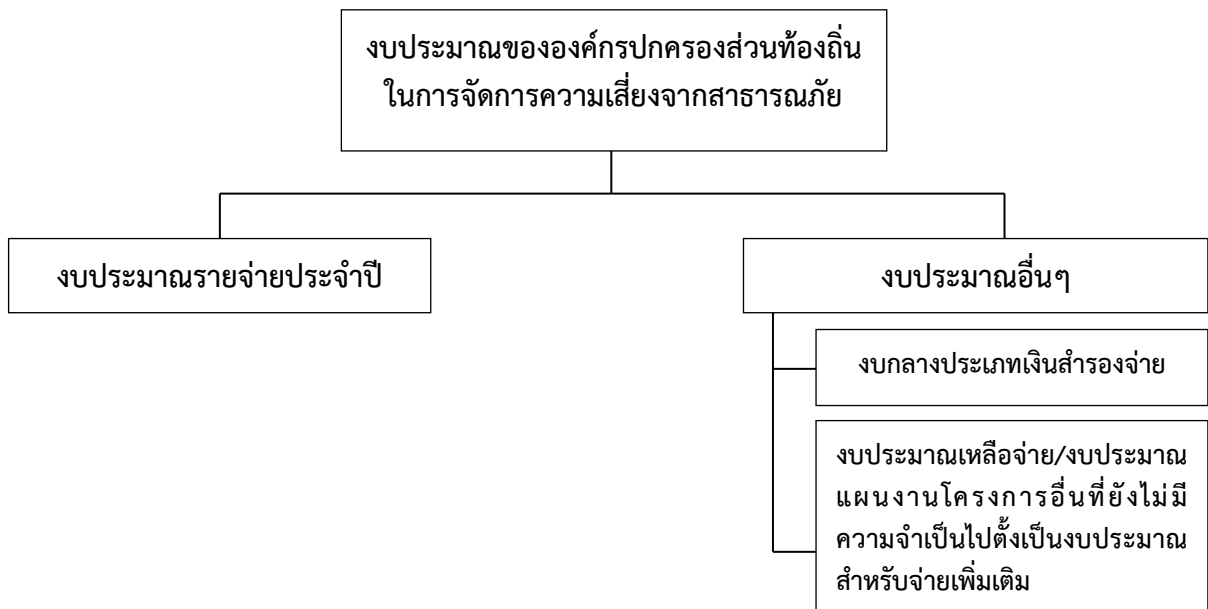 งบประมาณขององค์กรปกครองส่วนท้องถิ่น
ในการจัดการความเสี่ยงจากสาธารณภัย
งบประมาณรายจ่ายประจำปี
งบประมาณอื่นๆ
งบกลางประเภทเงินสำรองจ่าย
งบประมาณเหลือจ่าย/งบประมาณ
แผนงานโครงการอื่นที่ยังไม่มี
ความจำเป็นไปตั้งเป็นงบประมาณ
สำหรับจ่ายเพิ่มเติม